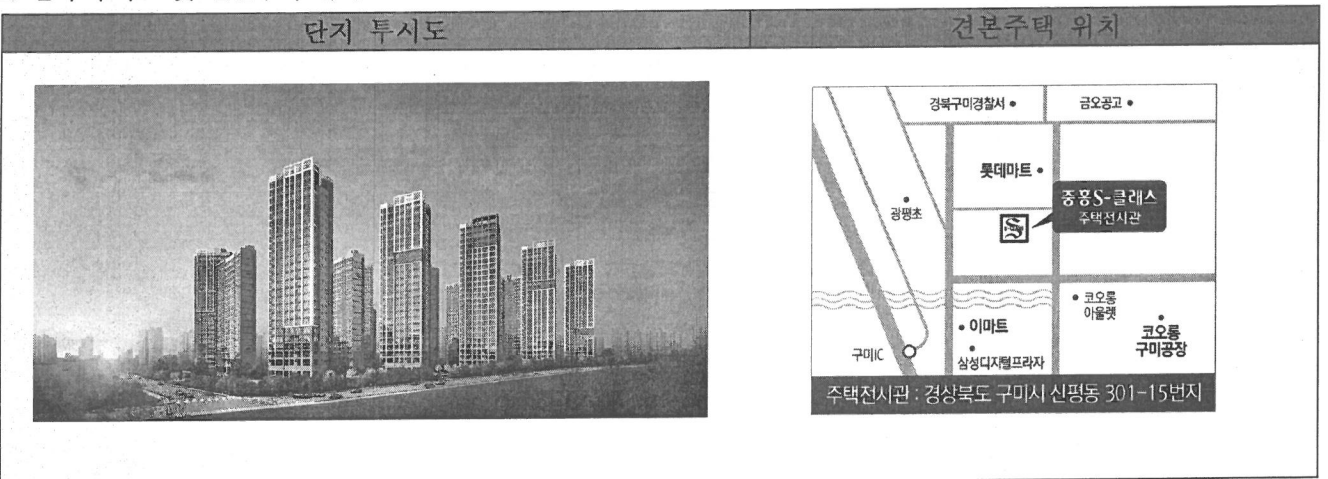 단지 투시도
견본주택 위치
경북구미경찰서
금오공고
롯데마트
중흥S-클래스
주택전시관
광평초
S
코오롱
아울렛
이마트
코오롱
구미공장
구미IC
삼성디지털프라자
주택전시관 : 경상북도 구미시 신평동 301-15번지